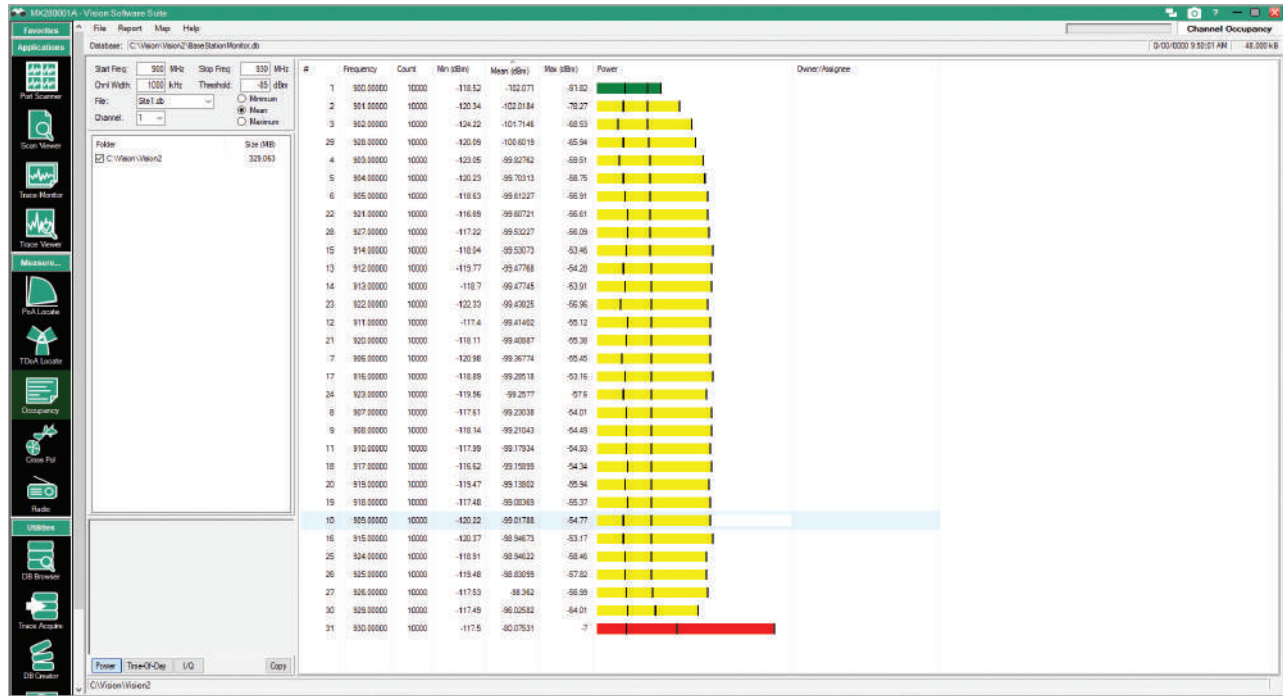 MX280001A - Vision Software Suite
Favorites
File Report Map Help
Channel Occupancy
Applications
Database: C:\Vision\Vision2\BaseStationMonitor.db
0/00/0000 9:50:01 AM 48,000 kB
Port Scanner
Scan Viewer
Trace Monitor
Trace Viewer
Measure...
PoA Locate
TDoA Locate
Occupancy
Cross Pol
Radio
Utilities
DB Browser
Trace Acquire
DB Creator
Start Freq: 900 MHz Stop Freq: 930 MHz
Chnl Width: 1000 kHz Threshold: -85 dBm
File: Site1.db Minimum
Mean
Channel: 1 Maximum
Folder Size (MB)
C:\Vision\Vision2 329.063
# Frequency Count Min (dBm) Mean (dBm) Max (dBm) Power Owner/Assignee
1 900.00000 10000 -118.52 -102.071 -91.82
2 901.00000 10000 -120.34 -102.0184 -78.27
3 902.00000 10000 -124.22 -101.7146 -68.53
29 928.00000 10000 -120.09 -100.6019 -65.94
4 903.00000 10000 -123.05 -99.82762 -59.51
5 904.00000 10000 -120.23 -99.70313 -58.75
6 905.00000 10000 -118.63 -99.61227 -56.91
22 921.00000 10000 -116.69 -99.60721 -56.61
28 927.00000 10000 -117.22 -99.53227 -56.09
15 914.00000 10000 -118.04 -99.53073 -53.46
13 912.00000 10000 -119.77 -99.47768 -54.28
14 913.00000 10000 -118.7 -99.47745 -53.91
23 922.00000 10000 -122.33 -99.43825 -56.96
12 911.00000 10000 -117.4 -99.41402 -55.12
21 920.00000 10000 -118.11 -99.40887 -55.38
7 906.00000 10000 -120.98 -99.36774 -55.45
17 916.00000 10000 -118.89 -99.28518 -53.16
24 923.00000 10000 -119.56 -99.2577 -57.6
8 907.00000 10000 -117.61 -99.23038 -54.01
9 908.00000 10000 -118.14 -99.21043 -54.49
11 910.00000 10000 -117.99 -99.17934 -54.93
18 917.00000 10000 -116.62 -99.15899 -54.34
20 919.00000 10000 -119.47 -99.13802 -55.94
19 918.00000 10000 -117.48 -99.08369 -55.37
10 909.00000 10000 -120.22 -99.01788 -54.77
16 915.00000 10000 -120.37 -98.94673 -53.17
25 924.00000 10000 -118.91 -98.94622 -58.46
26 925.00000 10000 -119.48 -98.83099 -57.82
27 926.00000 10000 -117.53 -98.362 -56.99
30 929.00000 10000 -117.49 -96.02582 -64.01
31 930.00000 10000 -117.5 -80.07531 -7
Power Time-Of-Day I/Q Copy
C:\Vision\Vision2